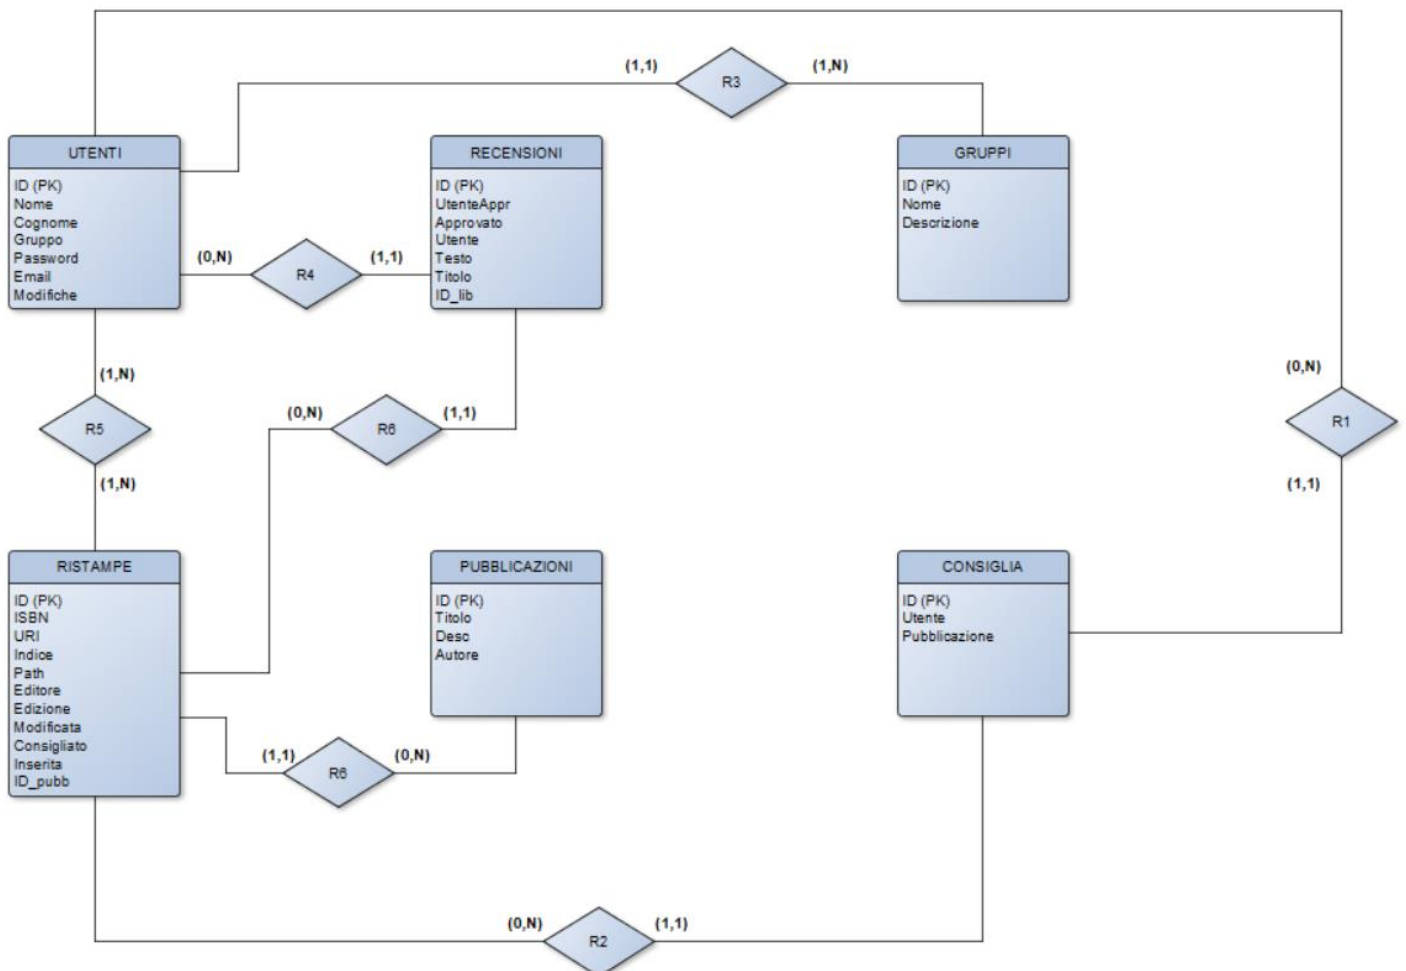 (1,1)
R3
(1,N)
UTENTI
ID (PK)
Nome
Cognome
Gruppo
Password
Email
Modifiche
RECENSIONI
ID (PK)
UtenteAppr
Approvato
Utente
Testo
Titolo
ID_lib
GRUPPI
ID (PK)
Nome
Descrizione
(0,N)
R4
(1,1)
(1,N)
R5
(1,N)
(0,N)
R6
(1,1)
(0,N)
R1
(1,1)
RISTAMPE
ID (PK)
ISBN
URI
Indice
Path
Editore
Edizione
Modificata
Consigliato
Inserita
ID_pubb
PUBBLICAZIONI
ID (PK)
Titolo
Desc
Autore
CONSIGLIA
ID (PK)
Utente
Pubblicazione
(1,1)
R6
(0,N)
(0,N)
R2
(1,1)